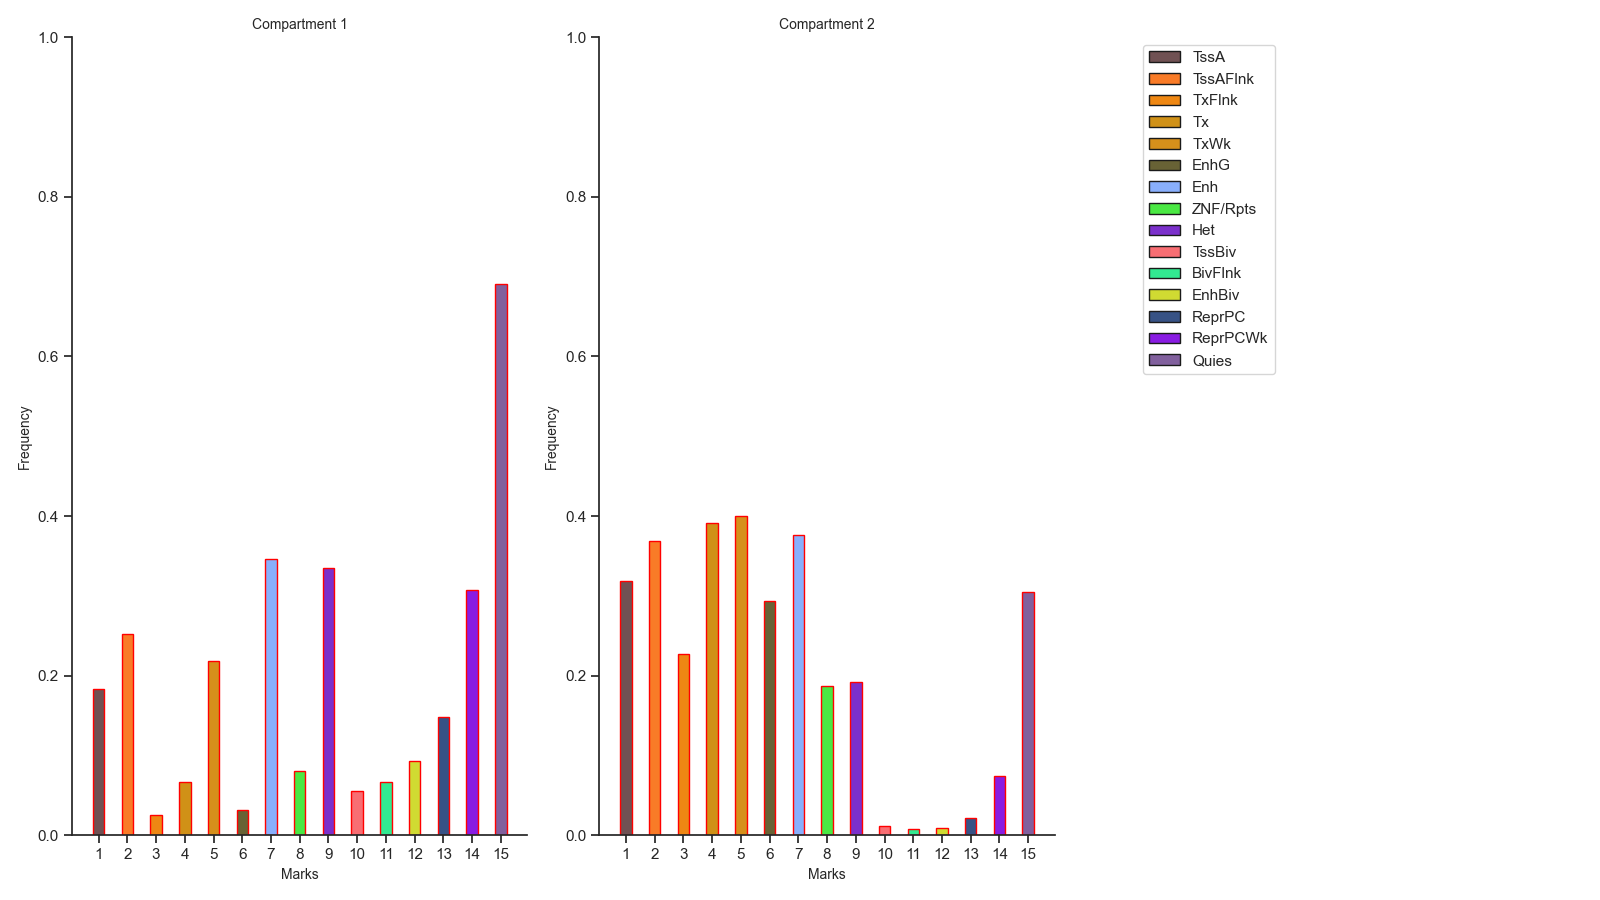 Compartment 1
1.0
0.8
0.6
0.4
0.2
0.0
Frequency
1 2 3 4 5 6 7 8 9 10 11 12 13 14 15
Marks
Compartment 2
1.0
0.8
0.6
0.4
0.2
0.0
Frequency
1 2 3 4 5 6 7 8 9 10 11 12 13 14 15
Marks
TssA
TssAFlnk
TxFlnk
Tx
TxWk
EnhG
Enh
ZNF/Rpts
Het
TssBiv
BivFlnk
EnhBiv
ReprPC
ReprPCWk
Quies